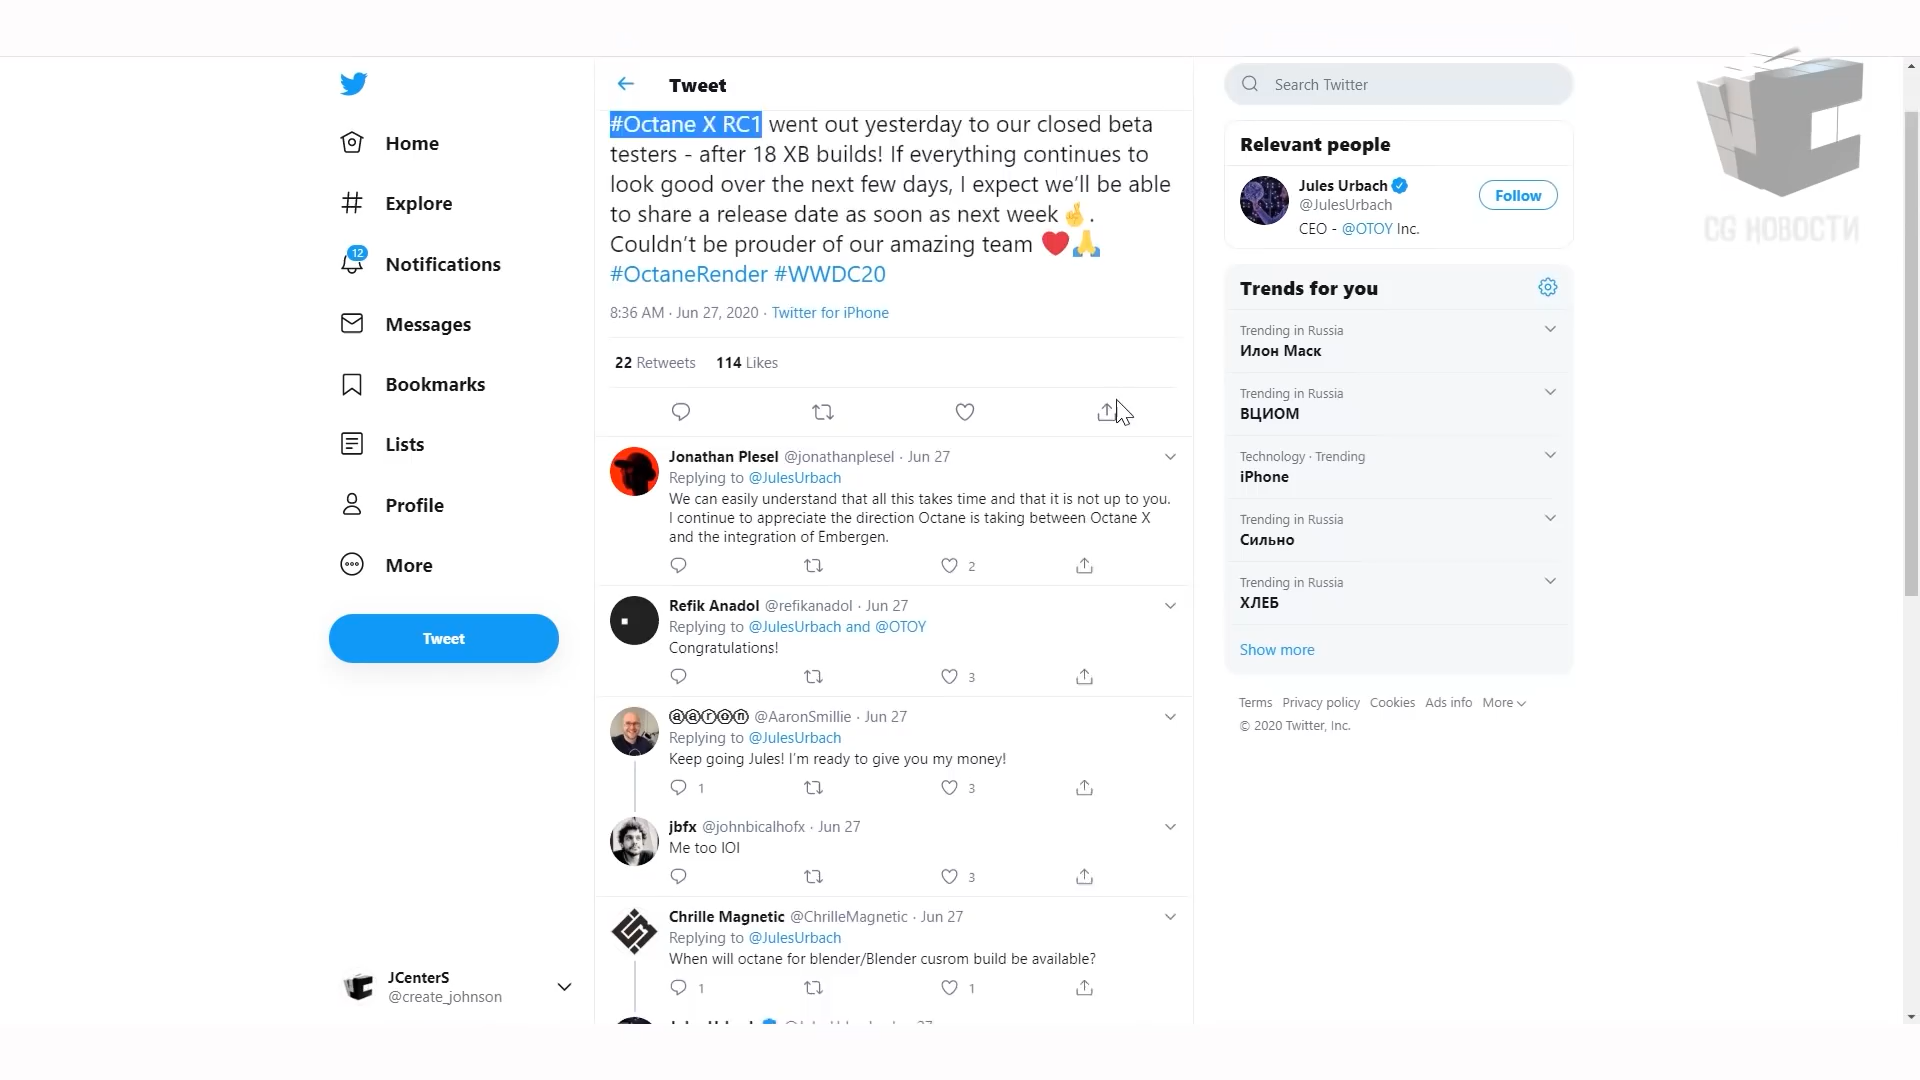 Home
Explore
12
Notifications
Messages
Bookmarks
Lists
Profile
More
Tweet
JCenterS
@create_johnson
Tweet
#Octane X RC1 went out yesterday to our closed beta
testers - after 18 XB builds! If everything continues to
look good over the next few days, I expect we'll be able
to share a release date as soon as next week🤞.
Couldn't be prouder of our amazing team ❤️🙏
#OctaneRender #WWDC20
8:36 AM · Jun 27, 2020 · Twitter for iPhone
22 Retweets 114 Likes
Jonathan Plesel @jonathanplesel · Jun 27
Replying to @JulesUrbach
We can easily understand that all this takes time and that it is not up to you.
I continue to appreciate the direction Octane is taking between Octane X
and the integration of Embergen.
2
Refik Anadol @refikanadol · Jun 27
Replying to @JulesUrbach and @OTOY
Congratulations!
3
ⓐⓐⓡⓞⓝ @AaronSmillie · Jun 27
Replying to @JulesUrbach
Keep going Jules! I'm ready to give you my money!
1 3
jbfx @johnbicalhofx · Jun 27
Me too lOl
3
Chrille Magnetic @ChrilleMagnetic · Jun 27
Replying to @JulesUrbach
When will octane for blender/Blender cusrom build be available?
1 1
Search Twitter
Relevant people
Jules Urbach
@JulesUrbach
Follow
CEO - @OTOY Inc.
Trends for you
Trending in Russia
Илон Маск
Trending in Russia
ВЦИОМ
Technology · Trending
iPhone
Trending in Russia
Сильно
Trending in Russia
ХЛЕБ
Show more
Terms Privacy policy Cookies Ads info More
© 2020 Twitter, Inc.
CG НОВОСТИ